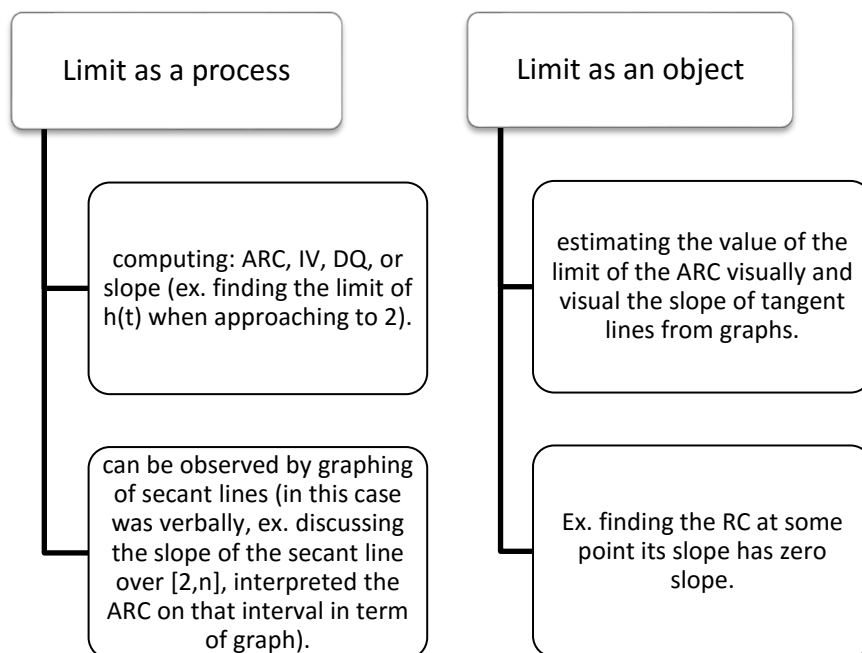 Limit as a process
computing: ARC, IV, DQ, or
slope (ex. finding the limit of
h(t) when approaching to 2).
can be observed by graphing
of secant lines (in this case
was verbally, ex. discussing
the slope of the secant line
over [2,n], interpreted the
ARC on that interval in term
of graph).
Limit as an object
estimating the value of the
limit of the ARC visually and
visual the slope of tangent
lines from graphs.
Ex. finding the RC at some
point its slope has zero
slope.